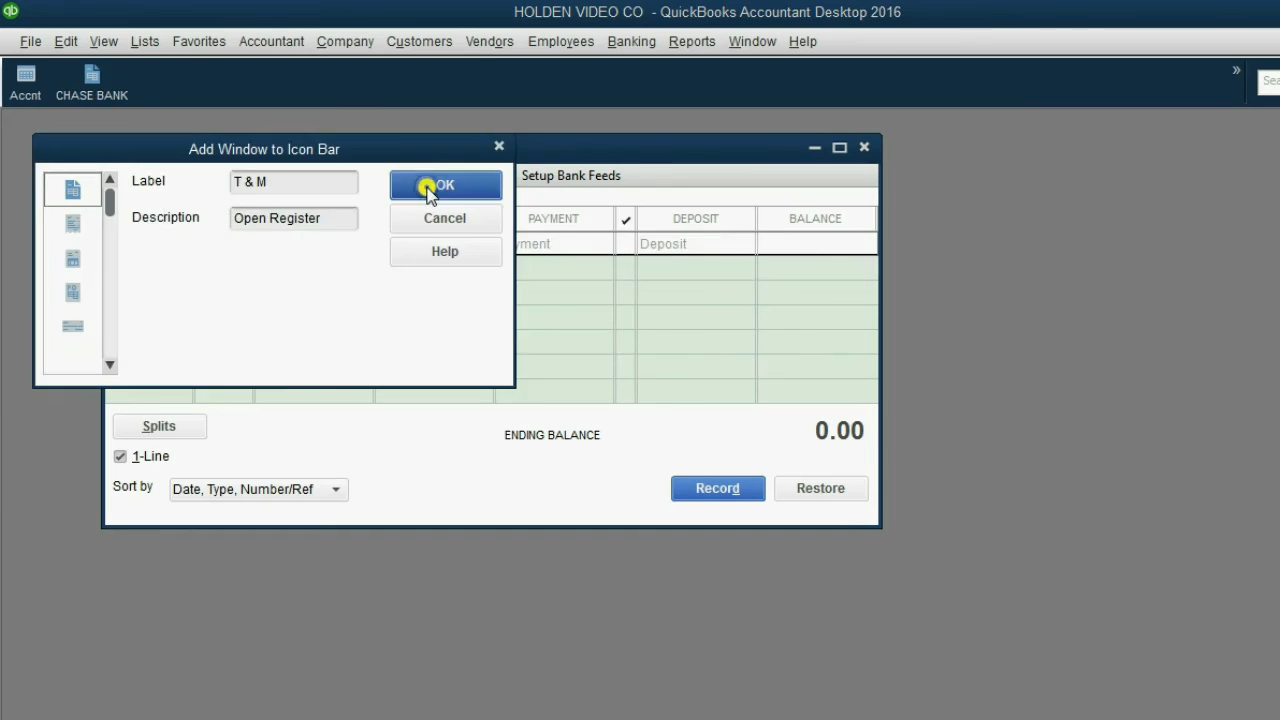 qb
HOLDEN VIDEO CO - QuickBooks Accountant Desktop 2016
File Edit View Lists Favorites Accountant Company Customers Vendors Employees Banking Reports Window Help
Accnt CHASE BANK »
Add Window to Icon Bar
Label T & M OK
Description Open Register Cancel
Help
Setup Bank Feeds
PAYMENT ✓ DEPOSIT BALANCE
Deposit
Splits
ENDING BALANCE 0.00
1-Line
Sort by Date, Type, Number/Ref Record Restore